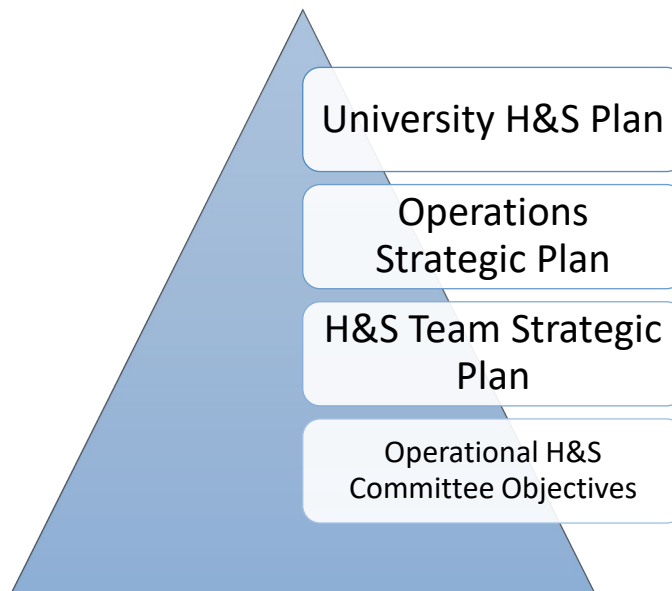 University H&S Plan
Operations
Strategic Plan
H&S Team Strategic
Plan
Operational H&S
Committee Objectives